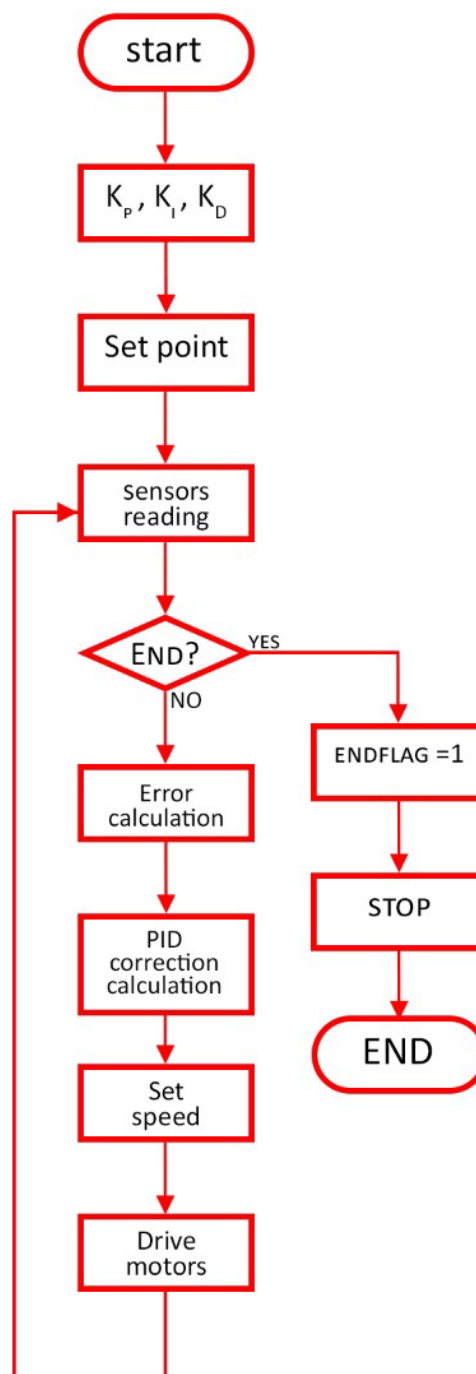 start
Kₚ, Kᵢ, K_D
Set point
Sensors
reading
END?
YES
NO
ENDFLAG =1
Error
calculation
STOP
PID
correction
calculation
END
Set
speed
Drive
motors